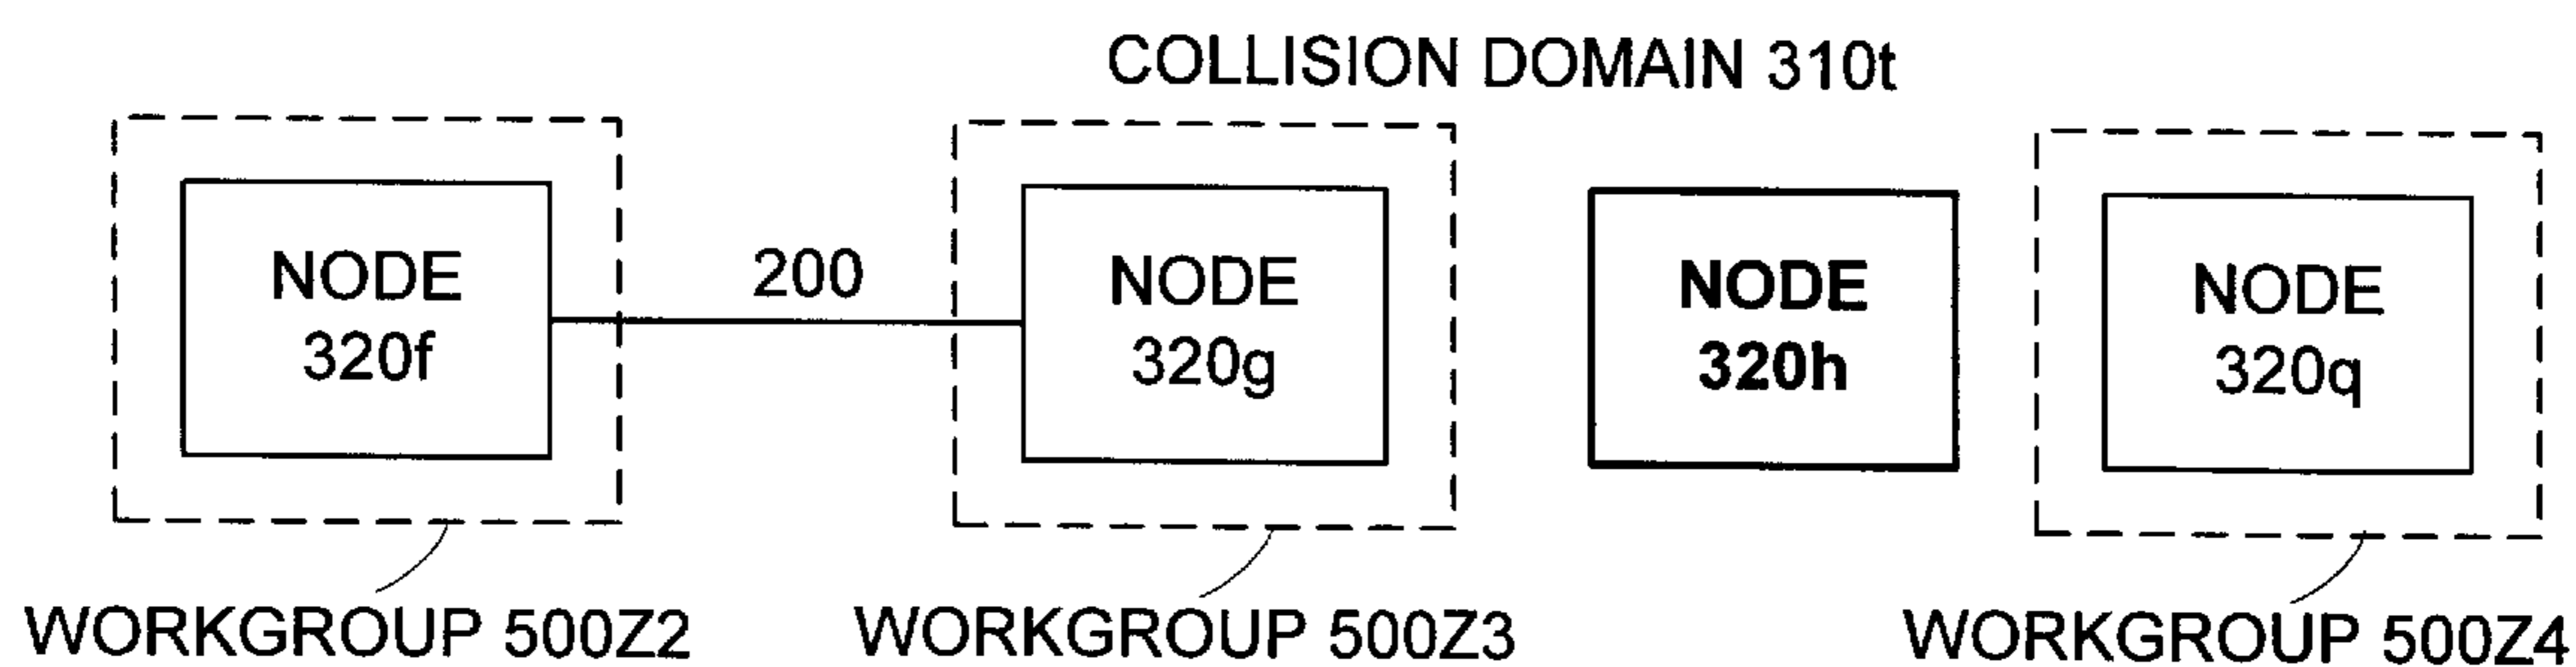 COLLISION DOMAIN 310t
NODE
320f
200
NODE
320g
NODE
320h
NODE
320q
WORKGROUP 500Z2
WORKGROUP 500Z3
WORKGROUP 500Z4